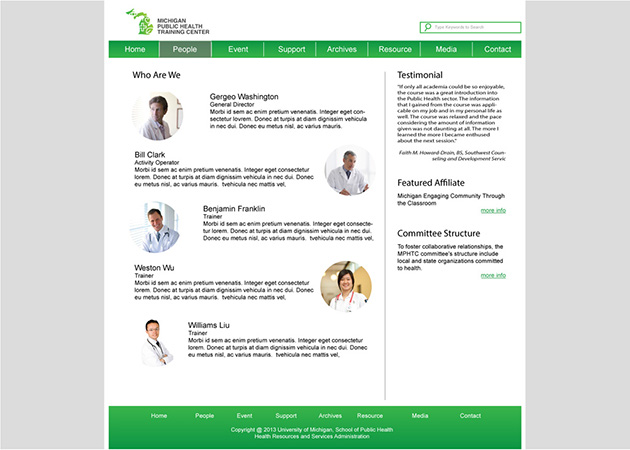 MICHIGAN
PUBLIC HEALTH
TRAINING CENTER
Type Keywords to Search
Home People Event Support Archives Resource Media Contact
Who Are We
Gergeo Washington
General Director
Morbi id sem ac enim pretium venenatis. Integer eget con-
sectetur lovrem. Donec at turpis at diam dignissim vehicula
in nec dui. Donec eu metus nisl, ac varius mauris.
Bill Clark
Activity Operator
Morbi id sem ac enim pretium venenatis. Integer eget consectetur
lorem. Donec at turpis at diam dignissim vehicula in nec dui. Donec
eu metus nisl, ac varius mauris. tvehicula nec mattis vel,
Benjamin Franklin
Trainer
Morbi id sem ac enim pretium venenatis. Integer eget consecte-
tur lorem. Donec at turpis at diam dignissim vehicula in nec dui.
Donec eu metus nisl, ac varius mauris. tvehicula nec mattis vel,
Weston Wu
Trainer
Morbi id sem ac enim pretium venenatis. Integer eget consectetur
lorem. Donec at turpis at diam dignissim vehicula in nec dui. Donec
eu metus nisl, ac varius mauris. tvehicula nec mattis vel,
Williams Liu
Trainer
Morbi id sem ac enim pretium venenatis. Integer eget consectetur
lorem. Donec at turpis at diam dignissim vehicula in nec dui. Donec
eu metus nisl, ac varius mauris. tvehicula nec mattis vel,
Testimonial
"If only all academia could be so enjoyable,
the course was a great introduction into
the Public Health sector. The information
that I gained from the course was appli-
cable on my job and in my personal life as
well. The course was relaxed and the pace
considering the amount of information
given was not daunting at all. The more I
learned the more I became enthused
about the next session."
Faith M. Howard-Drain, BS, Southwest Coun-
seling and Development Servic
Featured Affiliate
Michigan Engaging Community Through
the Classroom
more info
Committee Structure
To foster collaborative relationships, the
MPHTC committee's structure include
local and state organizations committed
to health.
more info
Home People Event Support Archives Resource Media Contact
Copyright @ 2013 University of Michigan, School of Public Health
Health Resources and Services Administration